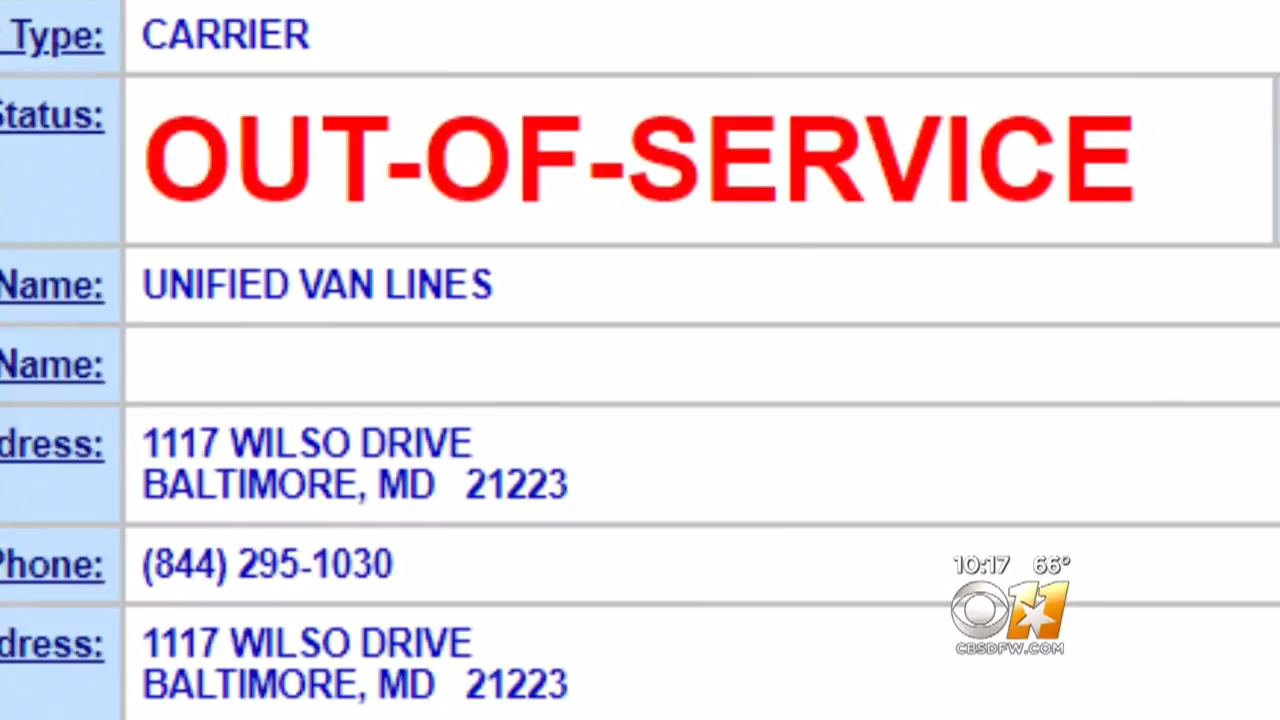 Type: CARRIER
Status: OUT-OF-SERVICE
Name: UNIFIED VAN LINES
Name:
dress: 1117 WILSO DRIVE
BALTIMORE, MD 21223
Phone: (844) 295-1030
10:17 66°
11
CBSDFW.COM
dress: 1117 WILSO DRIVE
BALTIMORE, MD 21223